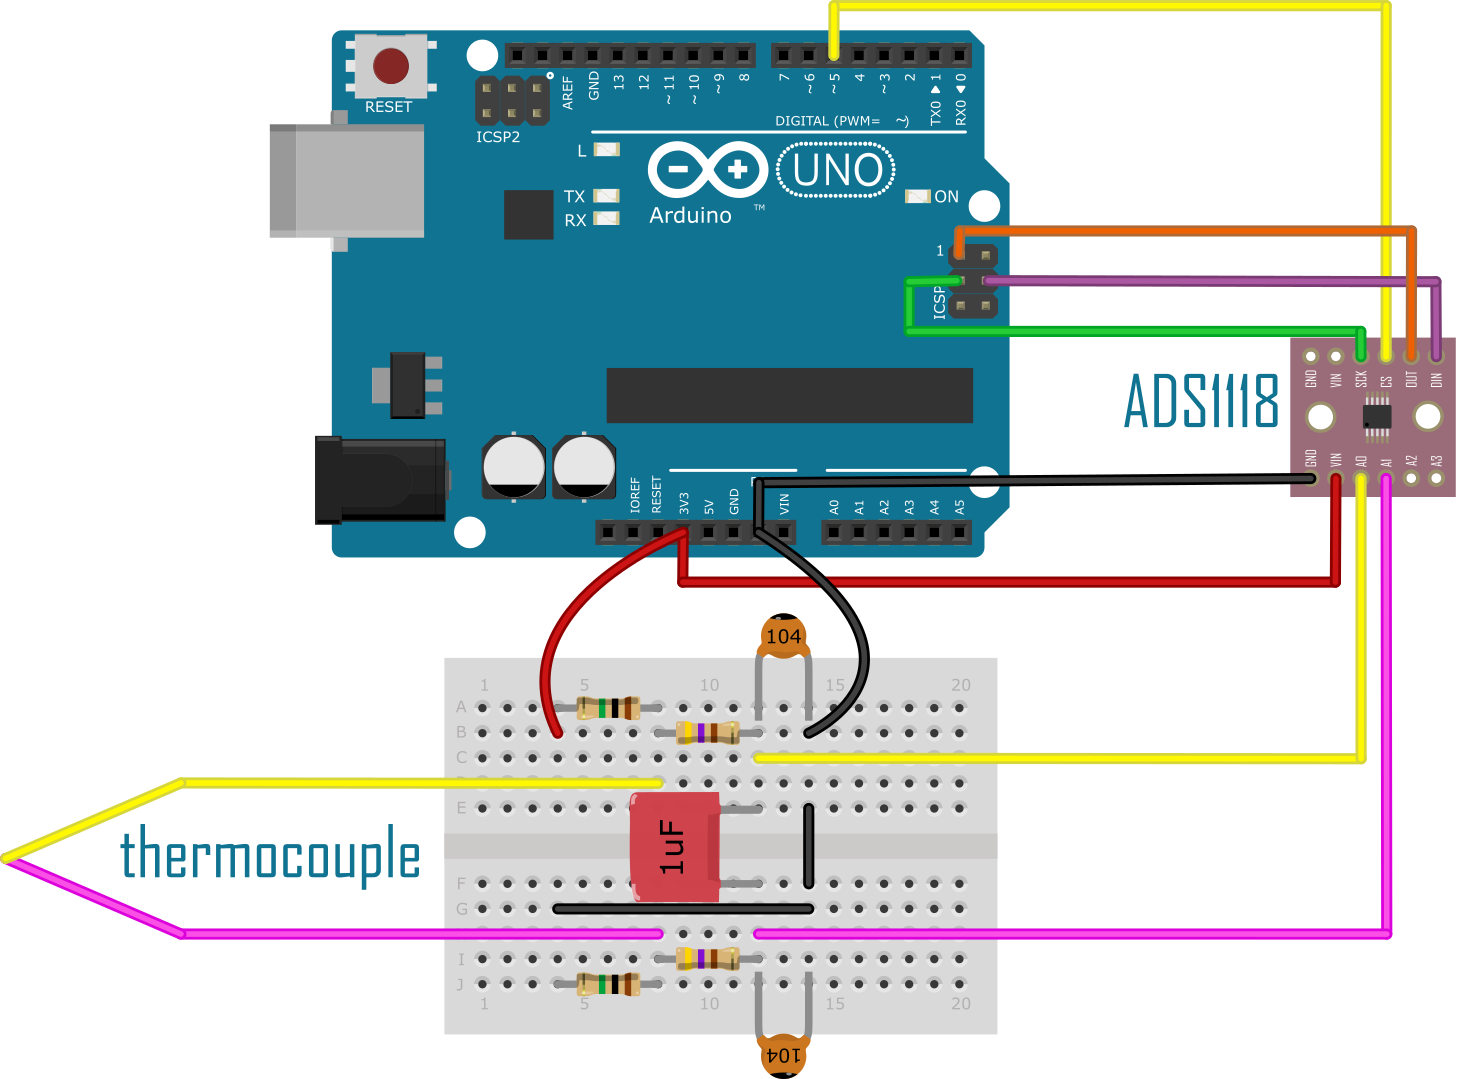 RESET
ICSP2
AREF
GND
13
12
~11
~10
~9
8
7
~6
~5
4
~3
2
TX0 ▶ 1
RX0 ◀ 0
DIGITAL (PWM= ~)
L
TX
RX
Arduino
™
UNO
ON
1
ICSP
ADS1118
GND
VIN
SCK
CS
OUT
DIN
GND
VIN
A0
A1
A2
A3
IOREF
RESET
3V3
5V
GND
VIN
A0
A1
A2
A3
A4
A5
104
1 5 10 15 20
A
B
C
E
thermocouple
1uF
F
G
I
J
1 5 10 15 20
104